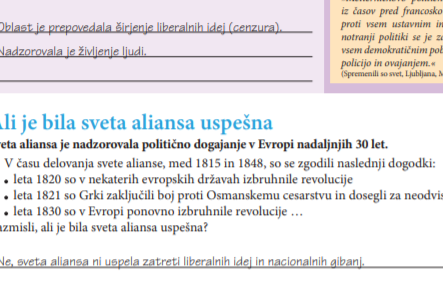 Oblast je prepovedala širjenje liberalnih idej (cenzura).
Nadzorovala je življenje ljudi.
iz časov pred francosko
proti vsem ustavnim in
notranji politiki se je za
vsem demokratičnim pob
policijo in ovajanjem.«
(Spremenili so svet, Ljubljana, M
Ali je bila sveta aliansa uspešna
veta aliansa je nadzorovala politično dogajanje v Evropi nadaljnjih 30 let.
V času delovanja svete alianse, med 1815 in 1848, so se zgodili naslednji dogodki:
• leta 1820 so v nekaterih evropskih državah izbruhnile revolucije
• leta 1821 so Grki zaključili boj proti Osmanskemu cesarstvu in dosegli za neodvis
• leta 1830 so v Evropi ponovno izbruhnile revolucije …
azmisli, ali je bila sveta aliansa uspešna?
Ne, sveta aliansa ni uspela zatreti liberalnih idej in nacionalnih gibanj.